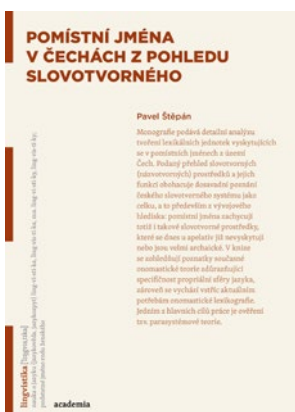 POMÍSTNÍ JMÉNA
V ČECHÁCH Z POHLEDU
SLOVOTVORNÉHO
Pavel Štěpán
Monografie podává detailní analýzu
tvoření lexikálních jednotek vyskytujících
se v pomístních jménech z území
Čech. Podaný přehled slovotvorných
(názvotvorných) prostředků a jejich
funkcí obohacuje dosavadní poznání
českého slovotvorného systému jako
celku, a to především z vývojového
hlediska: pomístní jména zachycují
totiž i takové slovotvorné prostředky,
které se dnes u apelativ již nevyskytují
nebo jsou velmi archaické. V knize
se zohledňují poznatky současné
onomastické teorie zdůrazňující
specifičnost propriální sféry jazyka,
zároveň se vychází vstříc aktuálním
potřebám onomastické lexikografie.
Jedním z hlavních cílů práce je ověření
tzv. parasystémové teorie.
lingvistika
academia